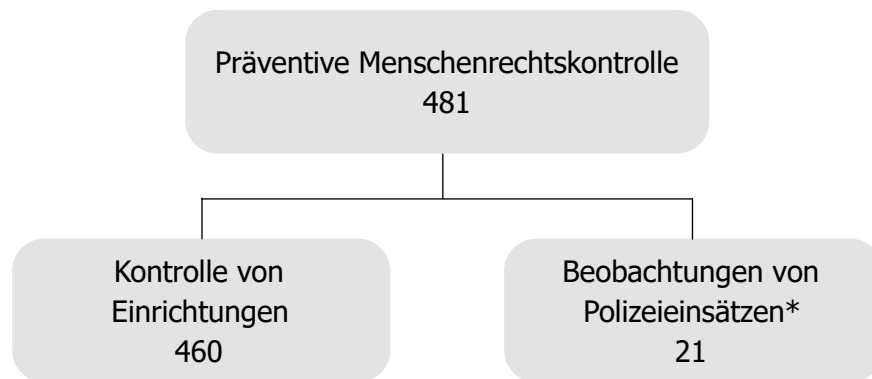 Präventive Menschenrechtskontrolle
481
Kontrolle von
Einrichtungen
460
Beobachtungen von
Polizeieinsätzen*
21